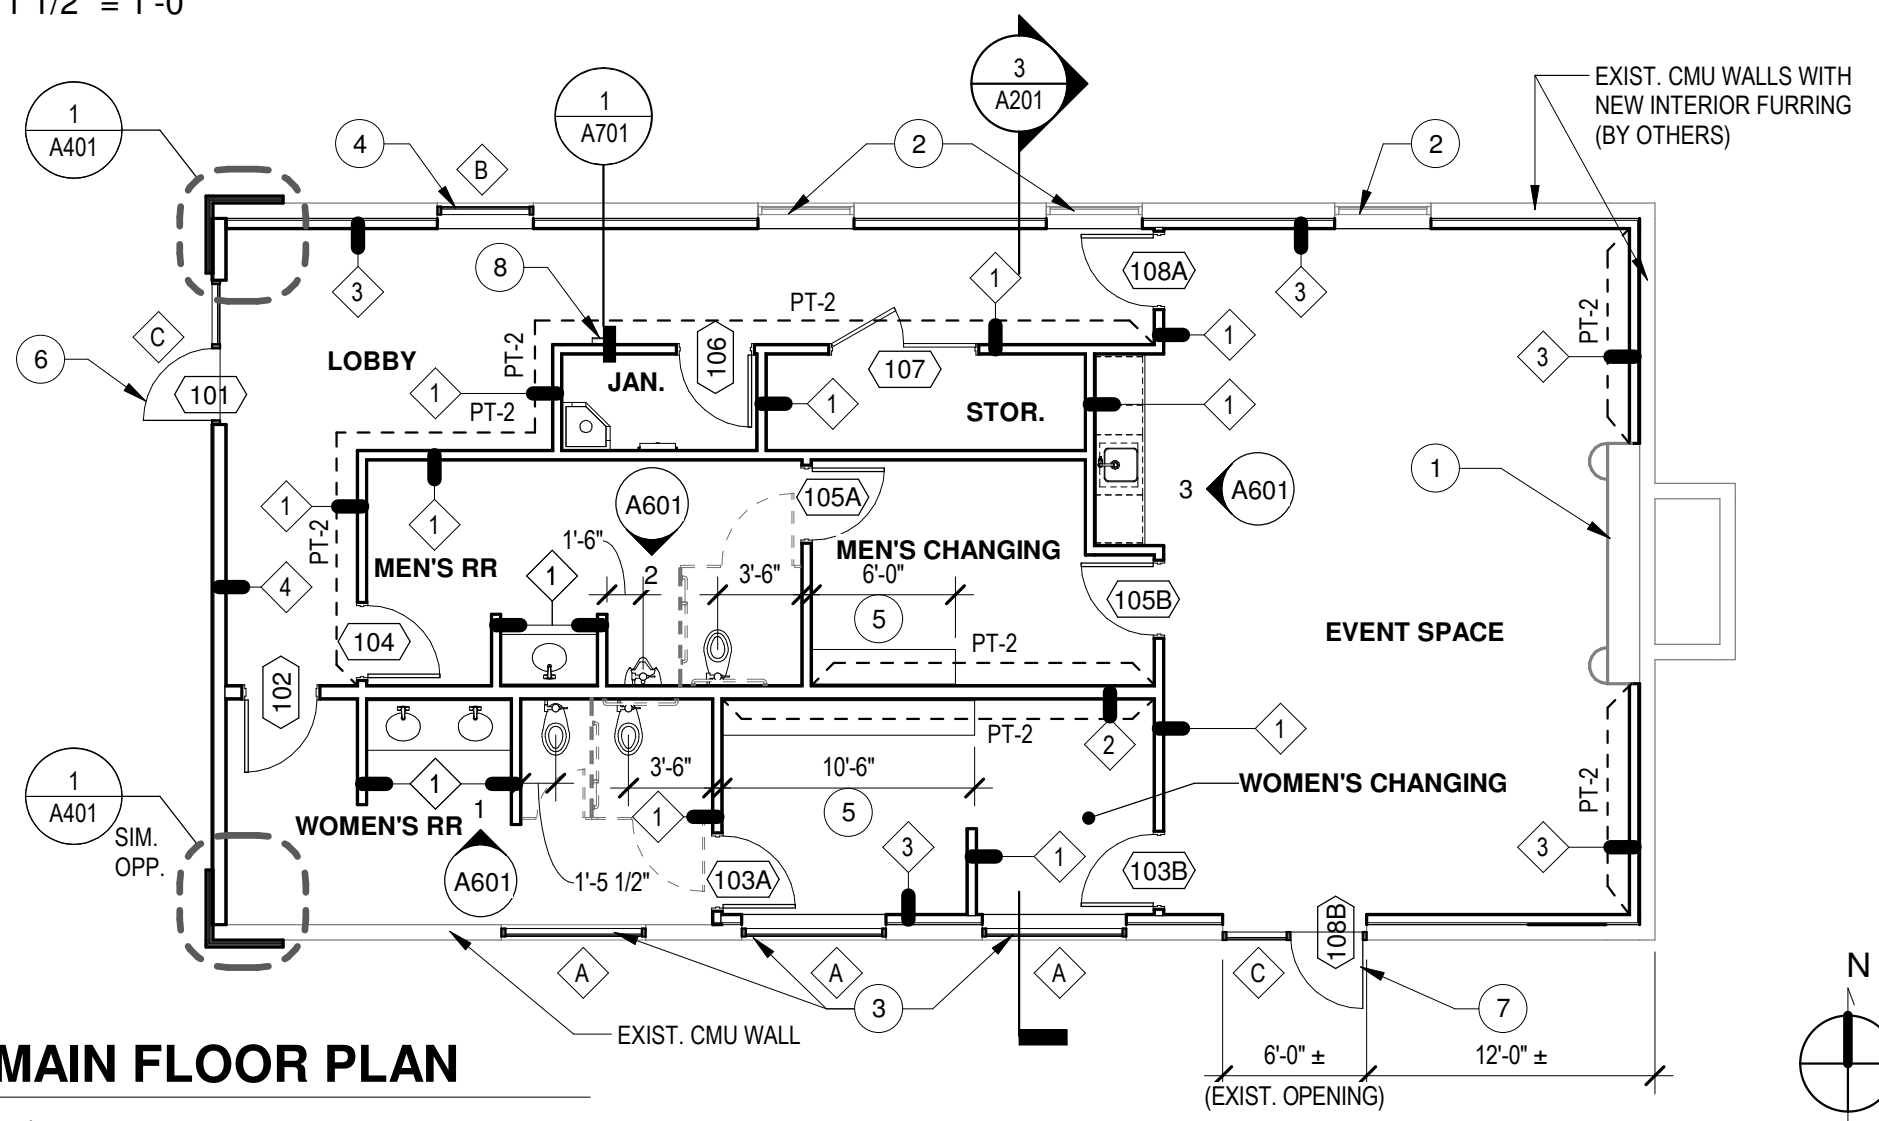 1 1/2" = 1'-0"
1
A401
4
B
1
A701
2
3
A201
2
EXIST. CMU WALLS WITH
NEW INTERIOR FURRING
(BY OTHERS)
8
3
1
108A
3
PT-2
6
C
101
LOBBY
PT-2
1
PT-2
JAN.
106
1
107
STOR.
1
1
3
PT-2
1
1
PT-2
MEN'S RR
A601
2
1'-6"
1
3'-6"
105A
MEN'S CHANGING
6'-0"
5
3
A601
1
4
104
105B
PT-2
EVENT SPACE
102
PT-2
2
1
1
A401
SIM.
OPP.
WOMEN'S RR
1
1
A601
1'-5 1/2"
3'-6"
1
10'-6"
5
WOMEN'S CHANGING
PT-2
3
103A
3
1
103B
108B
A
A
A
C
3
7
EXIST. CMU WALL
6'-0" ±
12'-0" ±
(EXIST. OPENING)
N
MAIN FLOOR PLAN